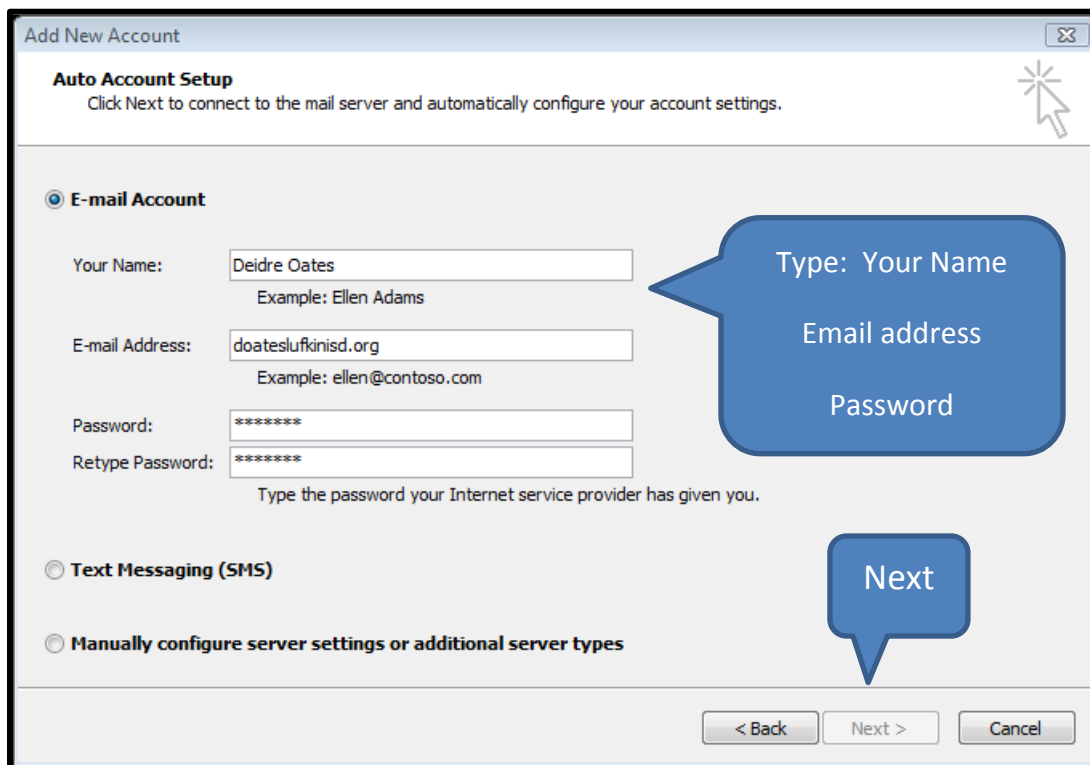 Add New Account
Auto Account Setup
Click Next to connect to the mail server and automatically configure your account settings.
E-mail Account
Your Name: Deidre Oates
Example: Ellen Adams
E-mail Address: doateslufkinisd.org
Example: ellen@contoso.com
Password: *******
Retype Password: *******
Type the password your Internet service provider has given you.
Type: Your Name
Email address
Password
Text Messaging (SMS)
Manually configure server settings or additional server types
Next
< Back Next > Cancel